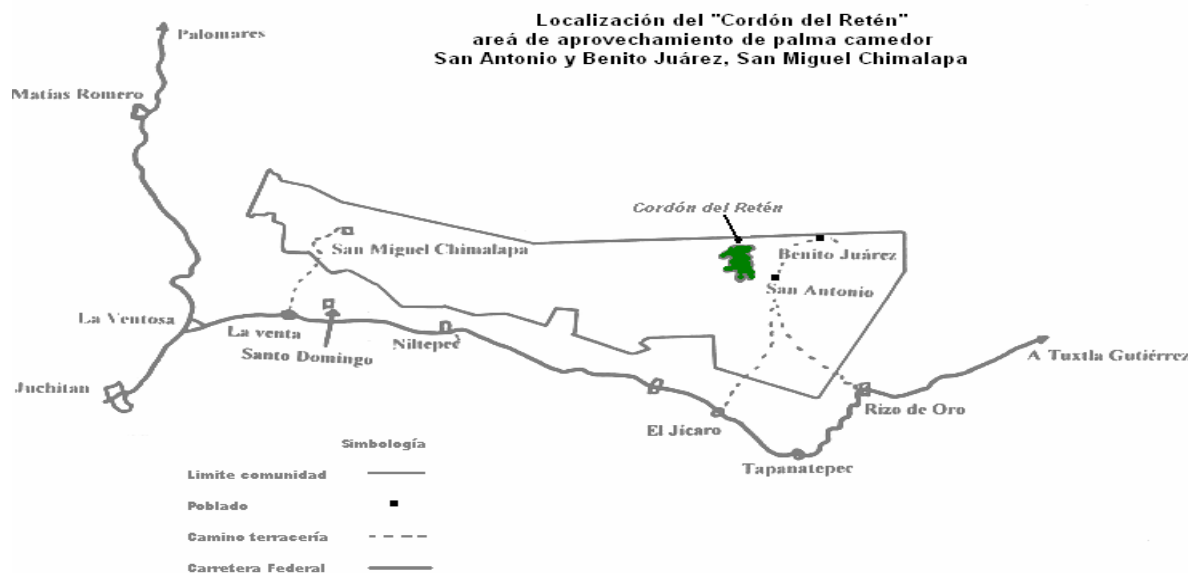 Localización del "Cordón del Retén"
areá de aprovechamiento de palma camedor
San Antonio y Benito Juárez, San Miguel Chimalapa
Palomares
Matías Romero
Cordón del Retén
San Miguel Chimalapa
Benito Juárez
San Antonio
La Ventosa
La venta
Santo Domingo
Niltepec
A Tuxtla Gutiérrez
Juchitan
Rizo de Oro
El Jícaro
Tapanatepec
Simbología
Limite comunidad
Poblado
Camino terracería
Carretera Federal